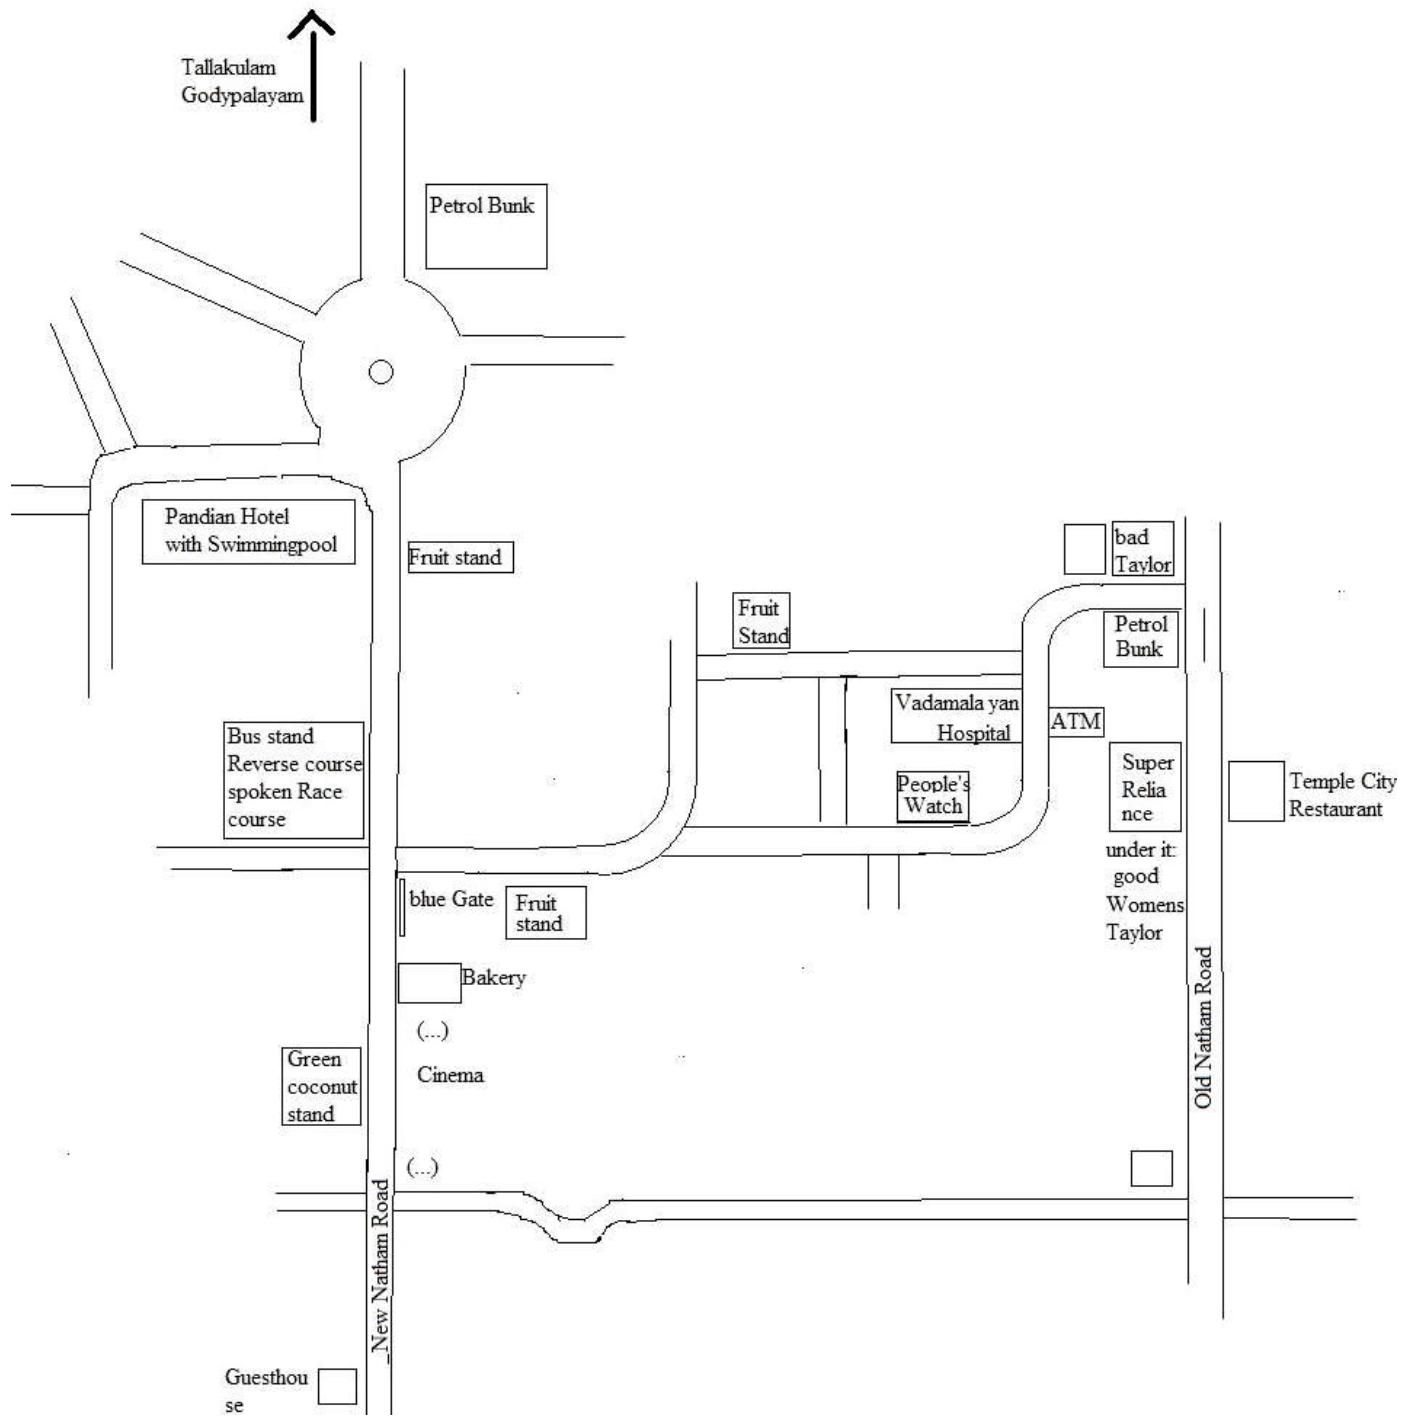 Tallakulam
Godypalayam
Petrol Bunk
Pandian Hotel
with Swimmingpool
Fruit stand
bad
Taylor
Fruit
Stand
Petrol
Bunk
Vadamala yan
Hospital
ATM
Bus stand
Reverse course
spoken Race
course
People's
Watch
Super
Relia
nce
Temple City
Restaurant
under it:
good
Womens
Taylor
blue Gate
Fruit
stand
Bakery
(...)
Cinema
Green
coconut
stand
Old Natham Road
(...)
_New Natham Road
Guesthou
se